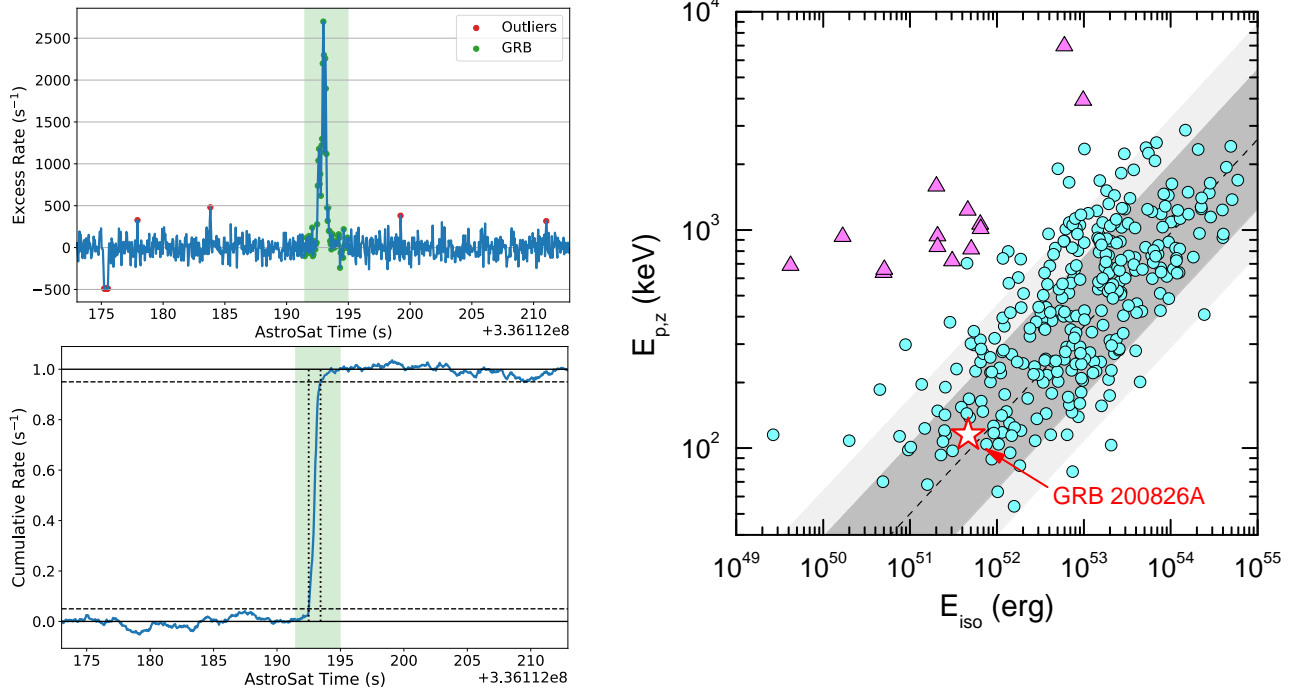 Outliers
GRB
Excess Rate (s⁻¹)
2500
2000
1500
1000
500
0
−500
175 180 185 190 195 200 205 210
AstroSat Time (s)
+3.36112e8
Cumulative Rate (s⁻¹)
1.0
0.8
0.6
0.4
0.2
0.0
175 180 185 190 195 200 205 210
AstroSat Time (s)
+3.36112e8
E_{p,z} (keV)
10⁴
10³
10²
GRB 200826A
10⁴⁹ 10⁵⁰ 10⁵¹ 10⁵² 10⁵³ 10⁵⁴ 10⁵⁵
E_{iso} (erg)